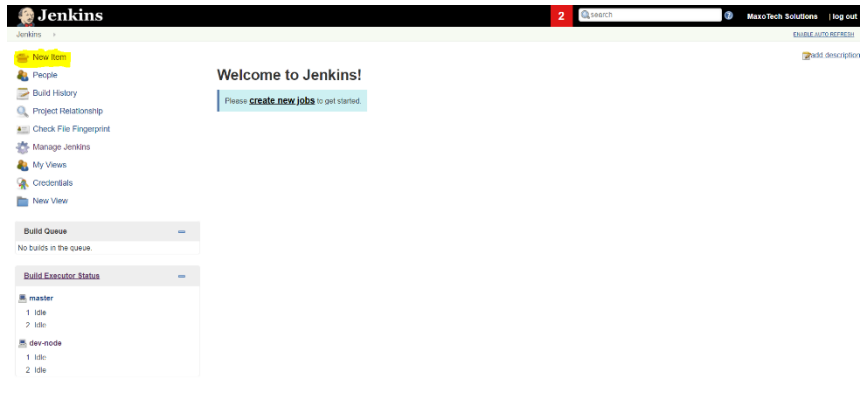 Jenkins
2
search
MaxoTech Solutions | log out
Jenkins
ENABLE AUTO REFRESH
New Item
add description
People
Build History
Project Relationship
Check File Fingerprint
Manage Jenkins
My Views
Credentials
New View
Welcome to Jenkins!
Please create new jobs to get started.
Build Queue
No builds in the queue.
Build Executor Status
master
1 Idle
2 Idle
dev-node
1 Idle
2 Idle